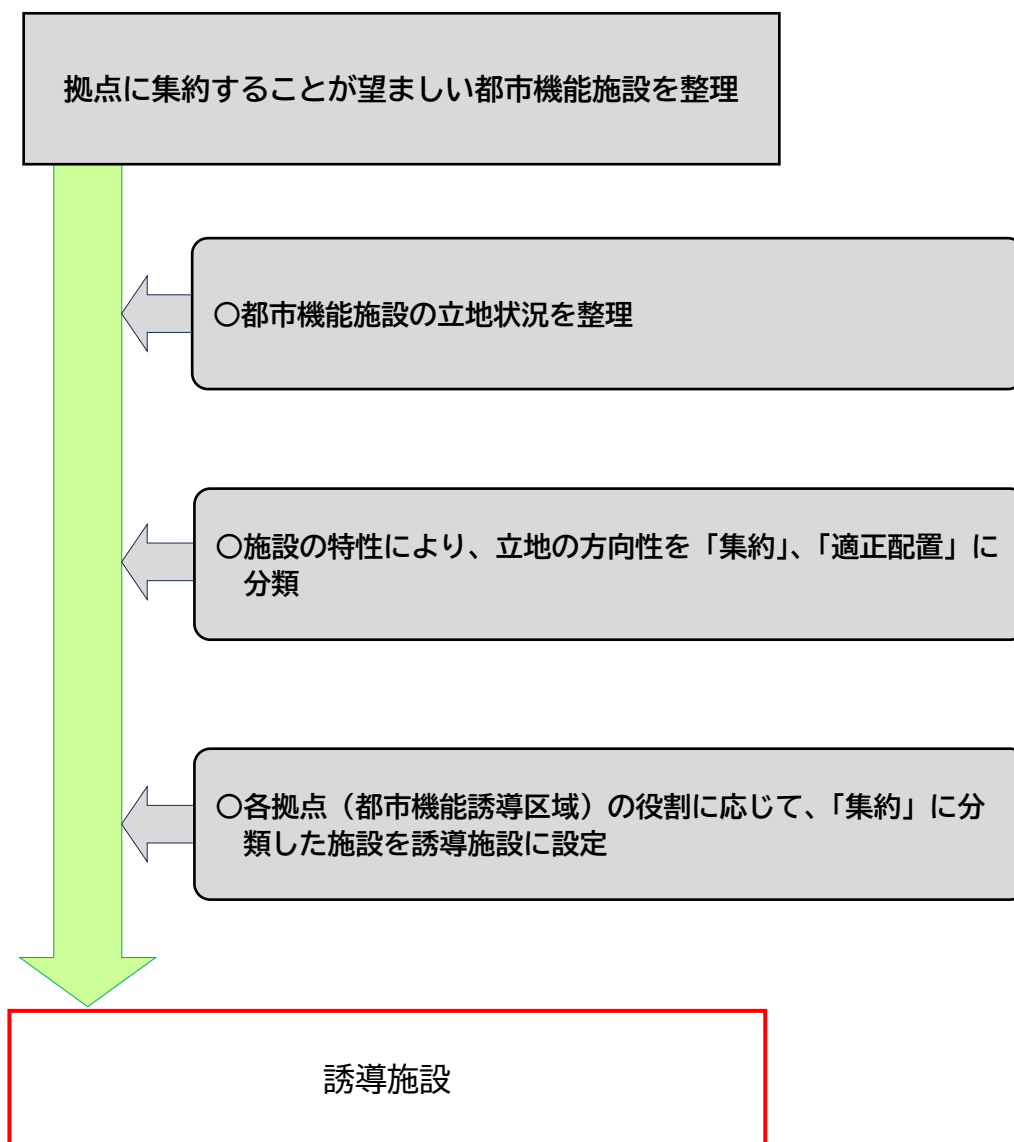 拠点に集約することが望ましい都市機能施設を整理
〇都市機能施設の立地状況を整理
〇施設の特性により、立地の方向性を「集約」、「適正配置」に
分類
〇各拠点（都市機能誘導区域）の役割に応じて、「集約」に分
類した施設を誘導施設に設定
誘導施設